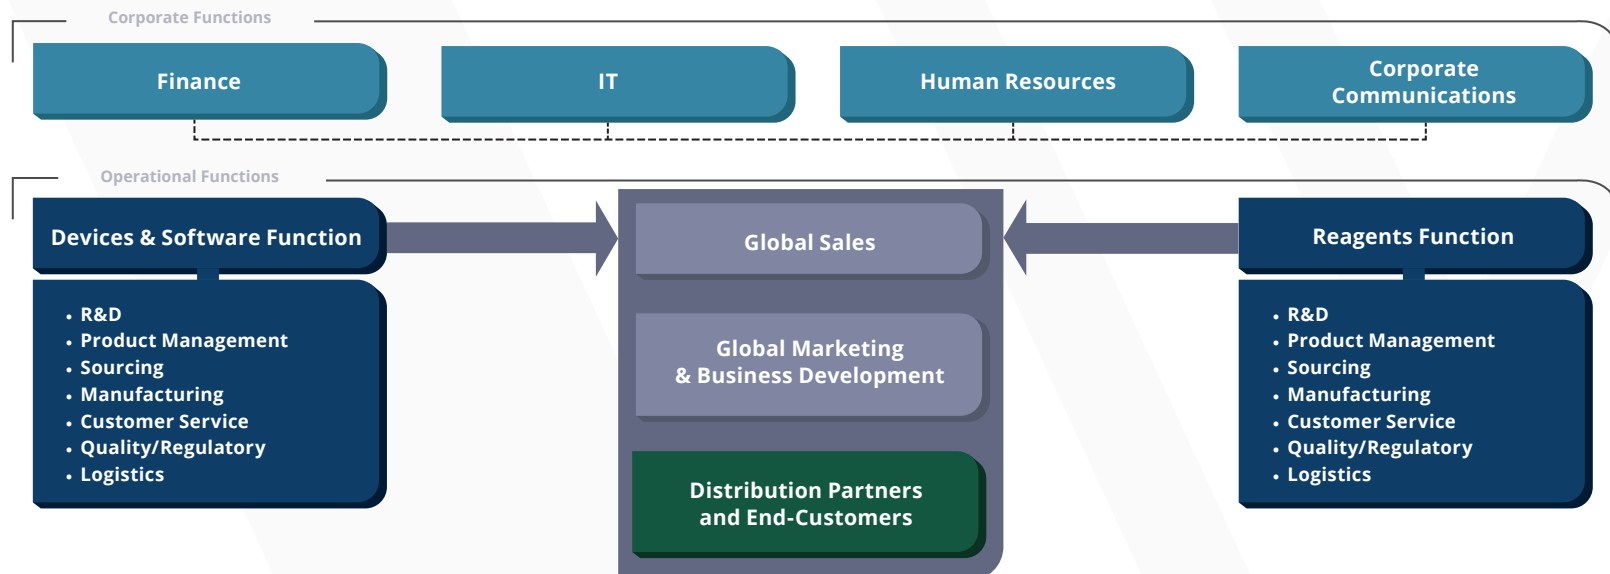 Corporate Functions
Finance
IT
Human Resources
Corporate
Communications
Operational Functions
Devices & Software Function
• R&D
• Product Management
• Sourcing
• Manufacturing
• Customer Service
• Quality/Regulatory
• Logistics
Global Sales
Global Marketing
& Business Development
Distribution Partners
and End-Customers
Reagents Function
• R&D
• Product Management
• Sourcing
• Manufacturing
• Customer Service
• Quality/Regulatory
• Logistics